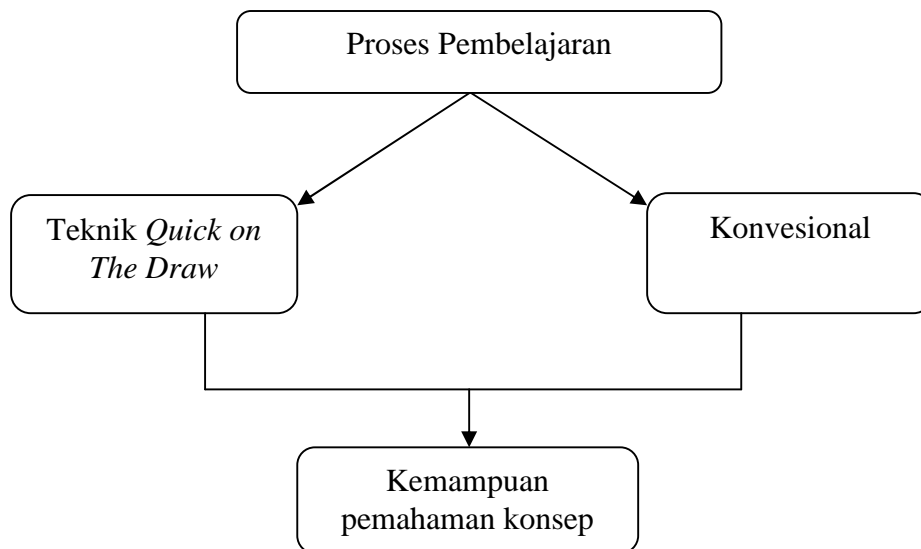 Proses Pembelajaran
Teknik Quick on
The Draw
Konvesional
Kemampuan
pemahaman konsep